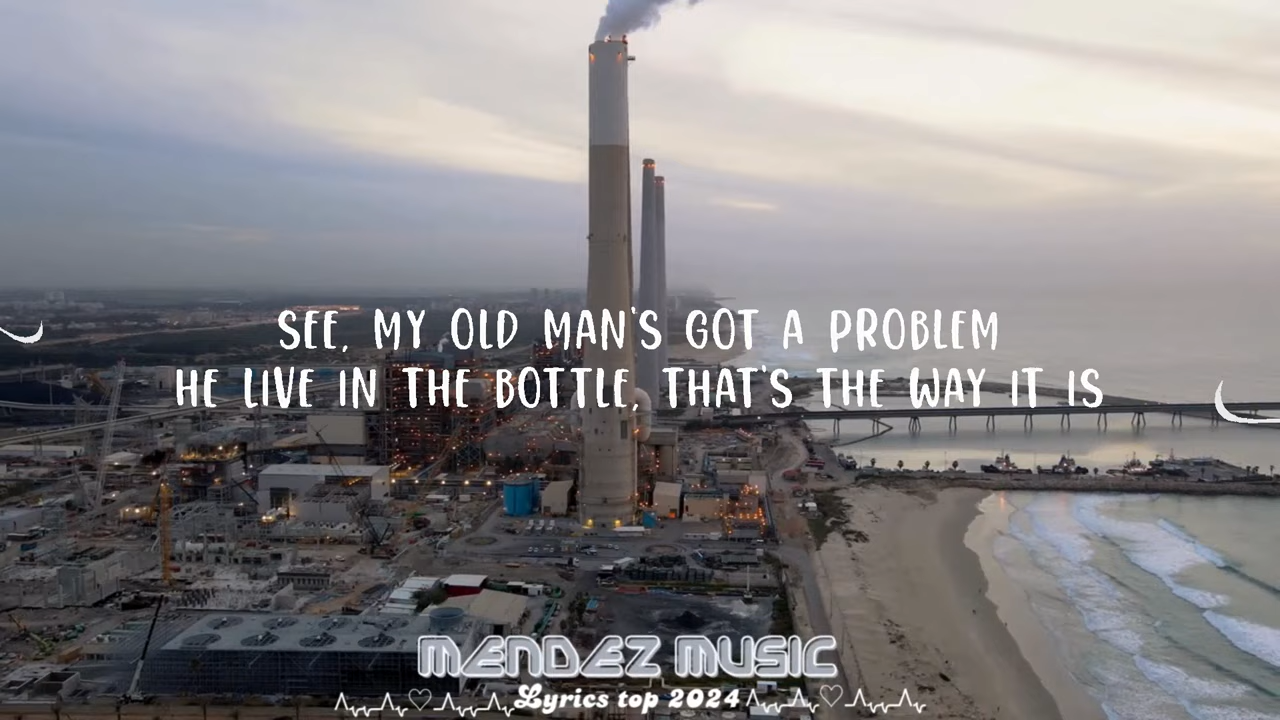 SEE, MY OLD MAN'S GOT A PROBLEM
HE LIVE IN THE BOTTLE, THAT'S THE WAY IT IS
MENDEZ MUSIC
Lyrics top 2024